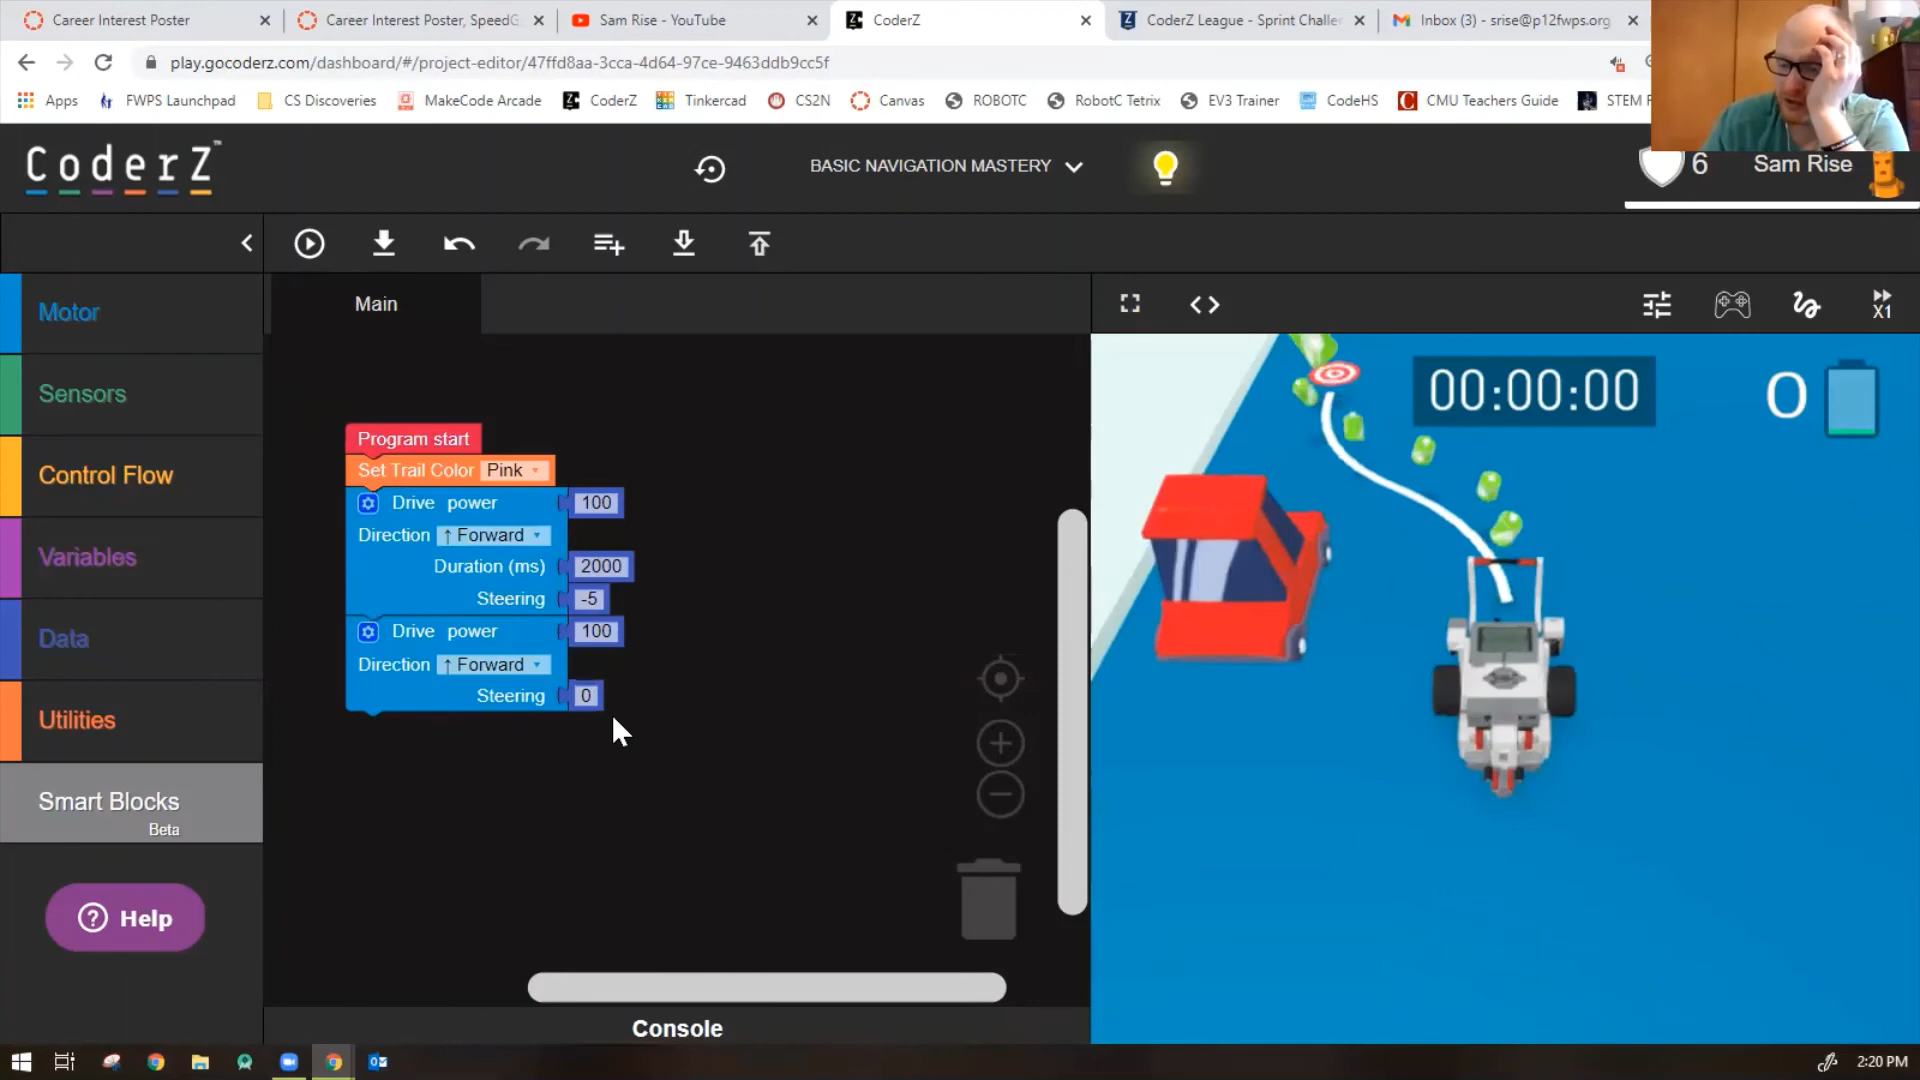 Career Interest Poster
Career Interest Poster, SpeedG
Sam Rise - YouTube
CoderZ
CoderZ League - Sprint Challer
Inbox (3) - srise@p12fwps.org
play.gocoderz.com/dashboard/#/project-editor/47ffd8aa-3cca-4d64-97ce-9463ddb9cc5f
Apps
FWPS Launchpad
CS Discoveries
MakeCode Arcade
CoderZ
Tinkercad
CS2N
Canvas
ROBOTC
RobotC Tetrix
EV3 Trainer
CodeHS
CMU Teachers Guide
STEM F
CoderZ™
BASIC NAVIGATION MASTERY
6
Sam Rise
Motor
Sensors
Control Flow
Variables
Data
Utilities
Smart Blocks
Beta
Help
Main
Program start
Set Trail Color Pink
Drive power 100
Direction ↑ Forward
Duration (ms) 2000
Steering -5
Drive power 100
Direction ↑ Forward
Steering 0
Console
X1
00:00:00
0
2:20 PM